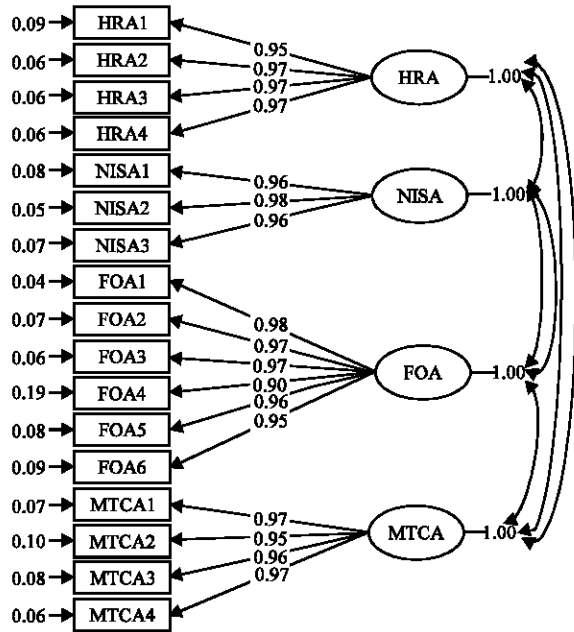 0.09 HRA1
0.95
0.06 HRA2
0.97
HRA 1.00
0.06 HRA3
0.97
0.06 HRA4
0.97
0.08 NISA1
0.96
0.05 NISA2
0.98
NISA 1.00
0.07 NISA3
0.96
0.04 FOA1
0.98
0.07 FOA2
0.97
0.06 FOA3
0.97
FOA 1.00
0.19 FOA4
0.90
0.08 FOA5
0.96
0.09 FOA6
0.95
0.07 MTCA1
0.97
0.10 MTCA2
0.95
MTCA 1.00
0.08 MTCA3
0.96
0.06 MTCA4
0.97